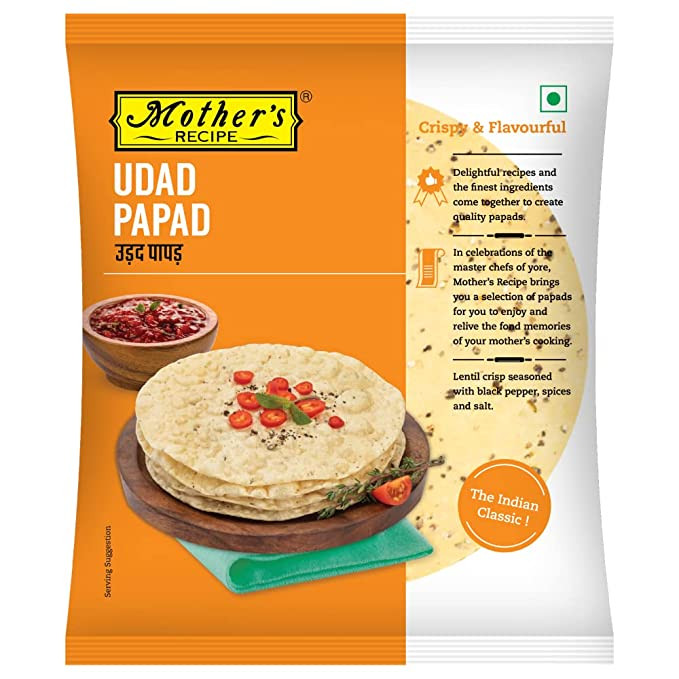 Mother's
RECIPE
®
UDAD
PAPAD
उड़द पापड़
Crispy & Flavourful
Delightful recipes and
the finest ingredients
come together to create
quality papads.
In celebrations of the
master chefs of yore,
Mother's Recipe brings
you a selection of papads
for you to enjoy and
relive the fond memories
of your mother's cooking.
Lentil crisp seasoned
with black pepper, spices
and salt.
The Indian
Classic !
Serving Suggestion